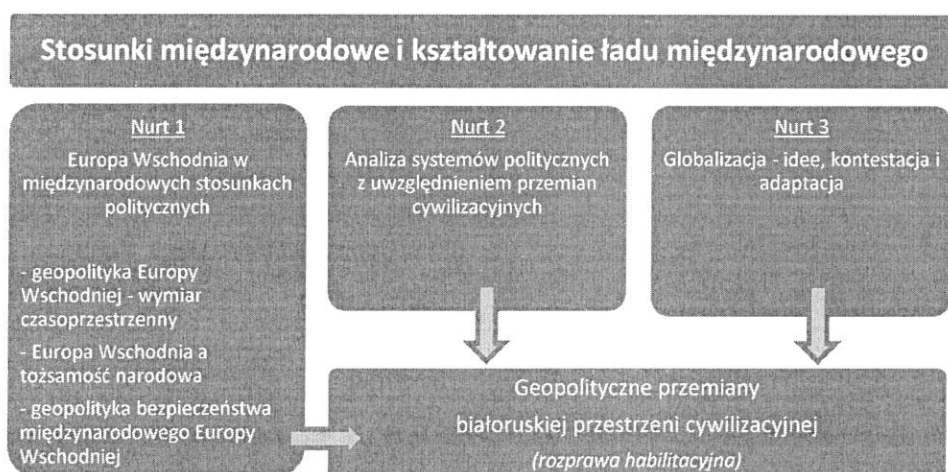 Stosunki międzynarodowe i kształtowanie ładu międzynarodowego
Nurt 1
Europa Wschodnia w
międzynarodowych stosunkach
politycznych
- geopolityka Europy
Wschodniej - wymiar
czasoprzestrzenny
- Europa Wschodnia a
tożsamość narodowa
- geopolityka bezpieczeństwa
międzynarodowego Europy
Wschodniej
Nurt 2
Analiza systemów politycznych
z uwzględnieniem przemian
cywilizacyjnych
Nurt 3
Globalizacja - idee, kontestacja i
adaptacja
Geopolityczne przemiany
białoruskiej przestrzeni cywilizacyjnej
(rozprawa habilitacyjna)